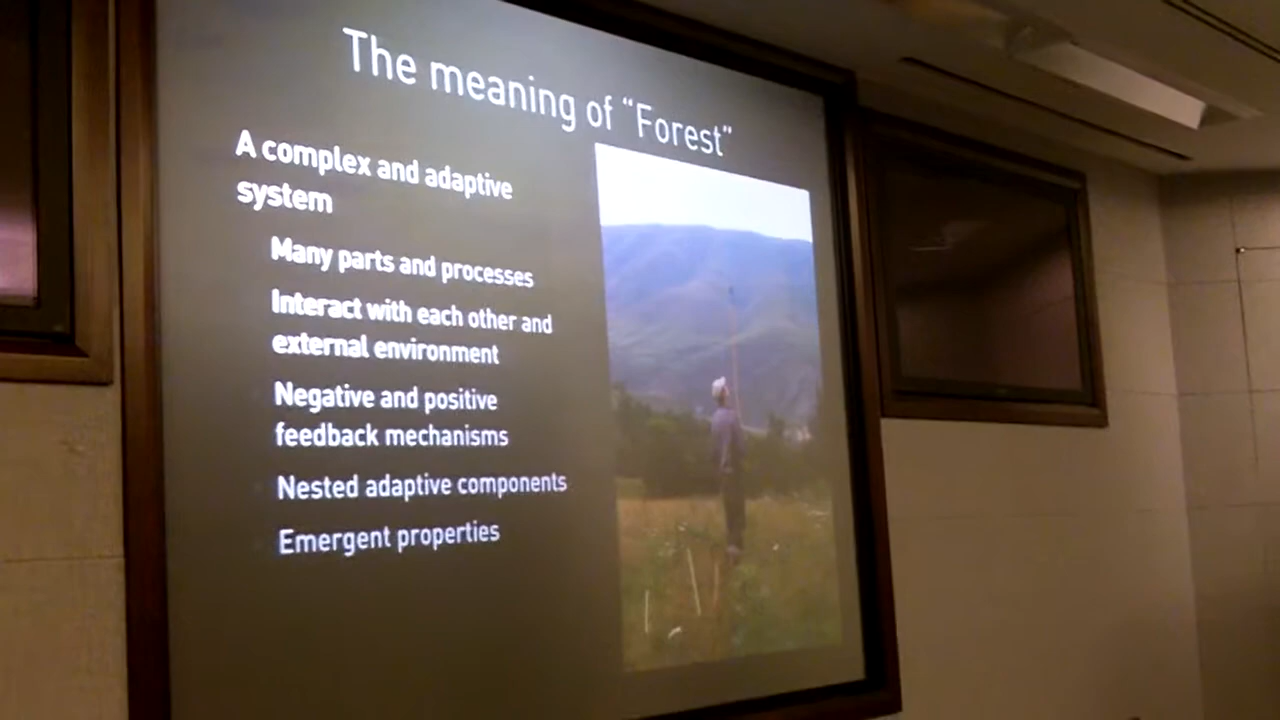 The meaning of “Forest”
A complex and adaptive
system
Many parts and processes
Interact with each other and
external environment
Negative and positive
feedback mechanisms
Nested adaptive components
Emergent properties